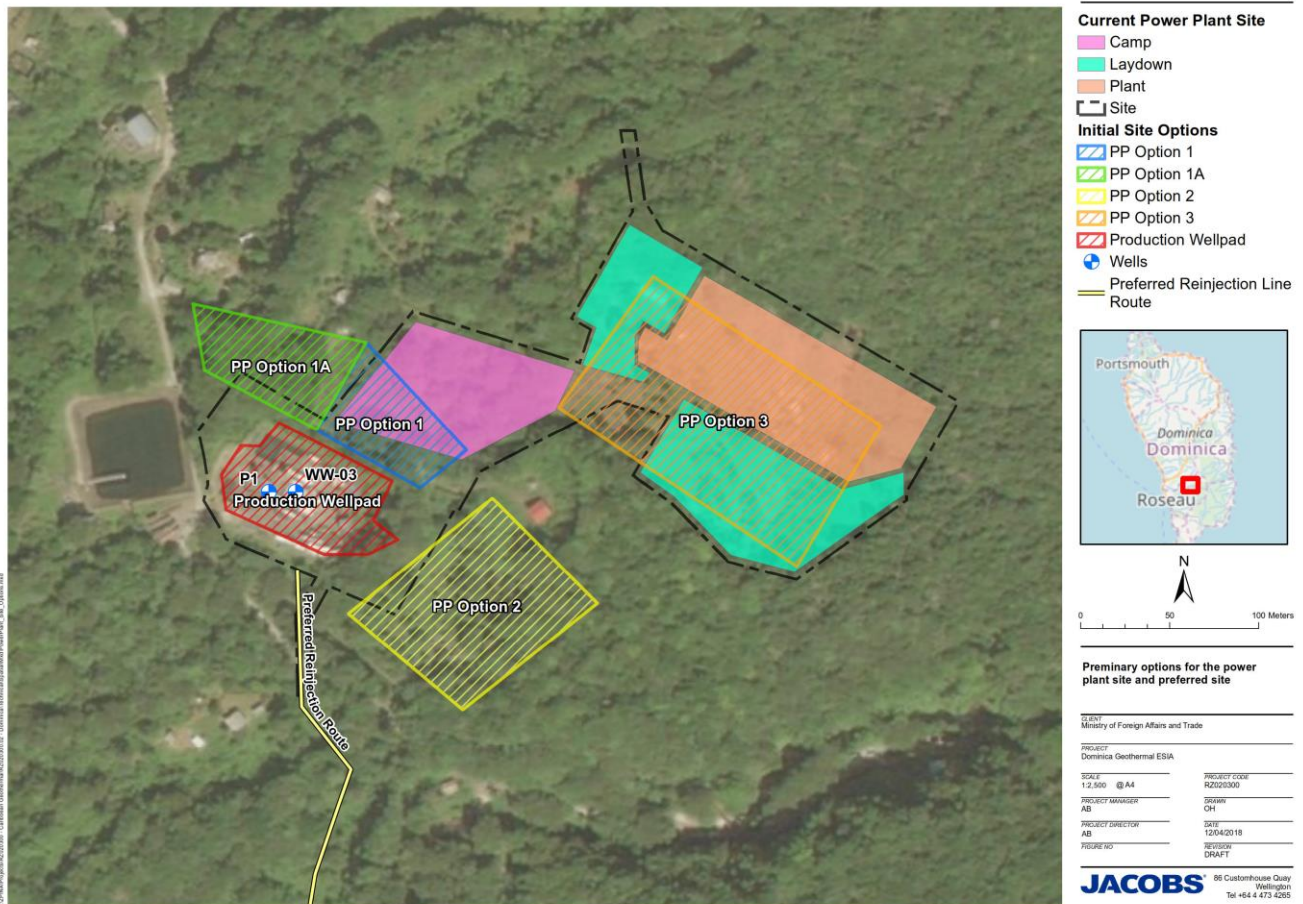 Current Power Plant Site
Camp
Laydown
Plant
Site
Initial Site Options
PP Option 1
PP Option 1A
PP Option 2
PP Option 3
Production Wellpad
Wells
Preferred Reinjection Line
Route
PP Option 1A
PP Option 1
PP Option 3
P1
WW-03
Production Wellpad
PP Option 2
Preferred Reinjection Route
Portsmouth
Dominica
Dominica
Roseau
N
0 50 100 Meters
Preminary options for the power
plant site and preferred site
CLIENT
Ministry of Foreign Affairs and Trade
PROJECT
Dominica Geothermal ESIA
SCALE
1:2,500 @ A4
PROJECT CODE
RZ020300
PROJECT MANAGER
AB
DRAWN
OH
PROJECT DIRECTOR
AB
DATE
12/04/2018
FIGURE NO
REVISION
DRAFT
JACOBS
86 Customhouse Quay
Wellington
Tel +64 4 473 4265